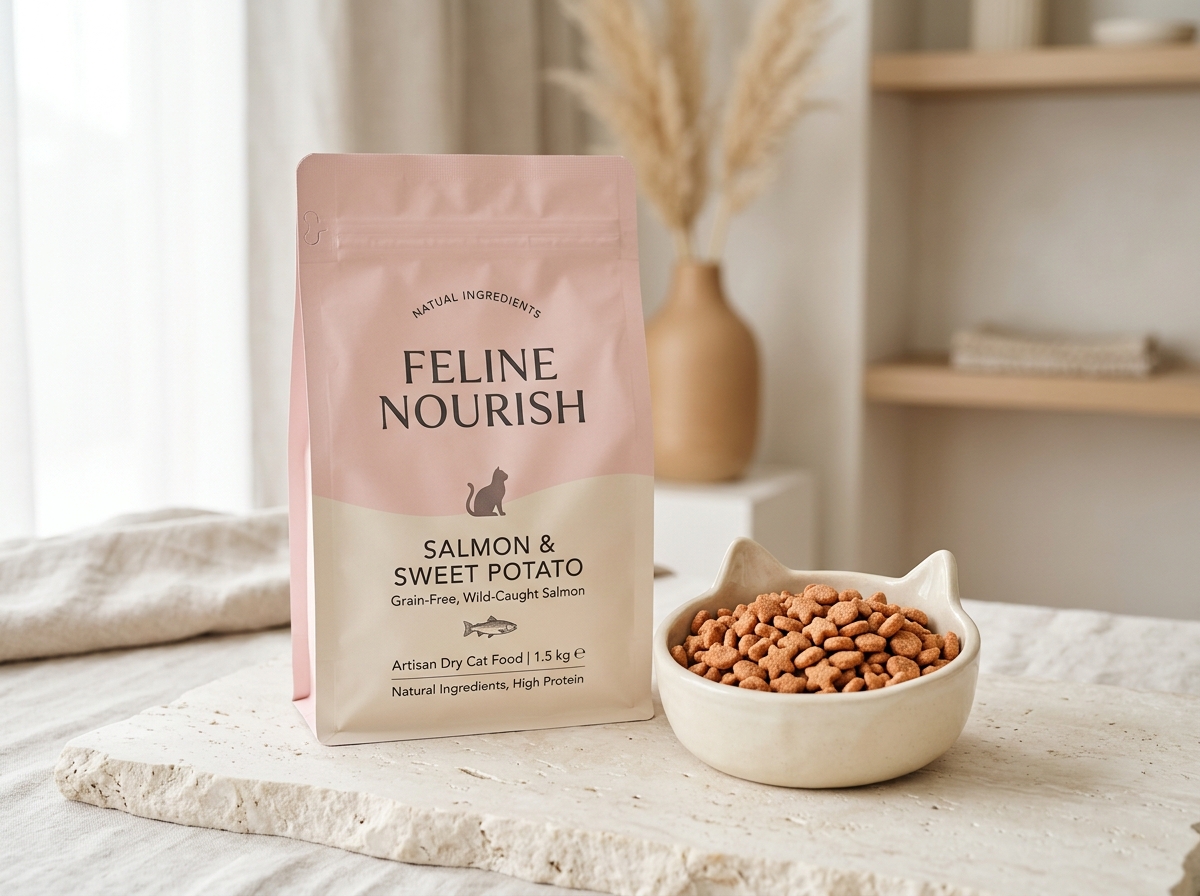 NATUAL INGREDIENTS
FELINE
NOURISH
SALMON &
SWEET POTATO
Grain-Free, Wild-Caught Salmon
Artisan Dry Cat Food | 1.5 kg ℮
Natural Ingredients, High Protein